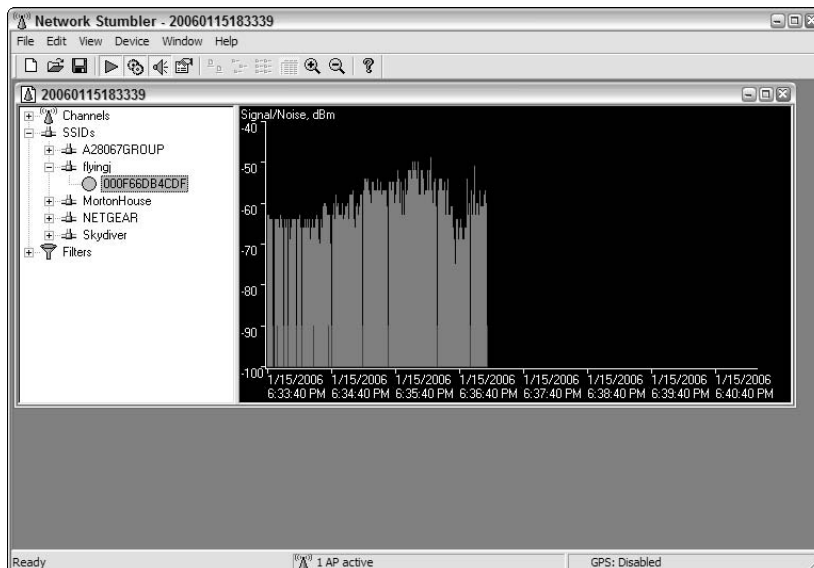 Network Stumbler - 20060115183339
File Edit View Device Window Help
20060115183339
Channels
SSIDs
A28067GROUP
flyingj
000F66DB4CDF
MortonHouse
NETGEAR
Skydiver
Filters
Signal/Noise, dBm
-40
-50
-60
-70
-80
-90
-100
1/15/2006 1/15/2006 1/15/2006 1/15/2006 1/15/2006 1/15/2006 1/15/2006 1/15/2006
6:33:40 PM 6:34:40 PM 6:35:40 PM 6:36:40 PM 6:37:40 PM 6:38:40 PM 6:39:40 PM 6:40:40 PM
Ready 1 AP active GPS: Disabled